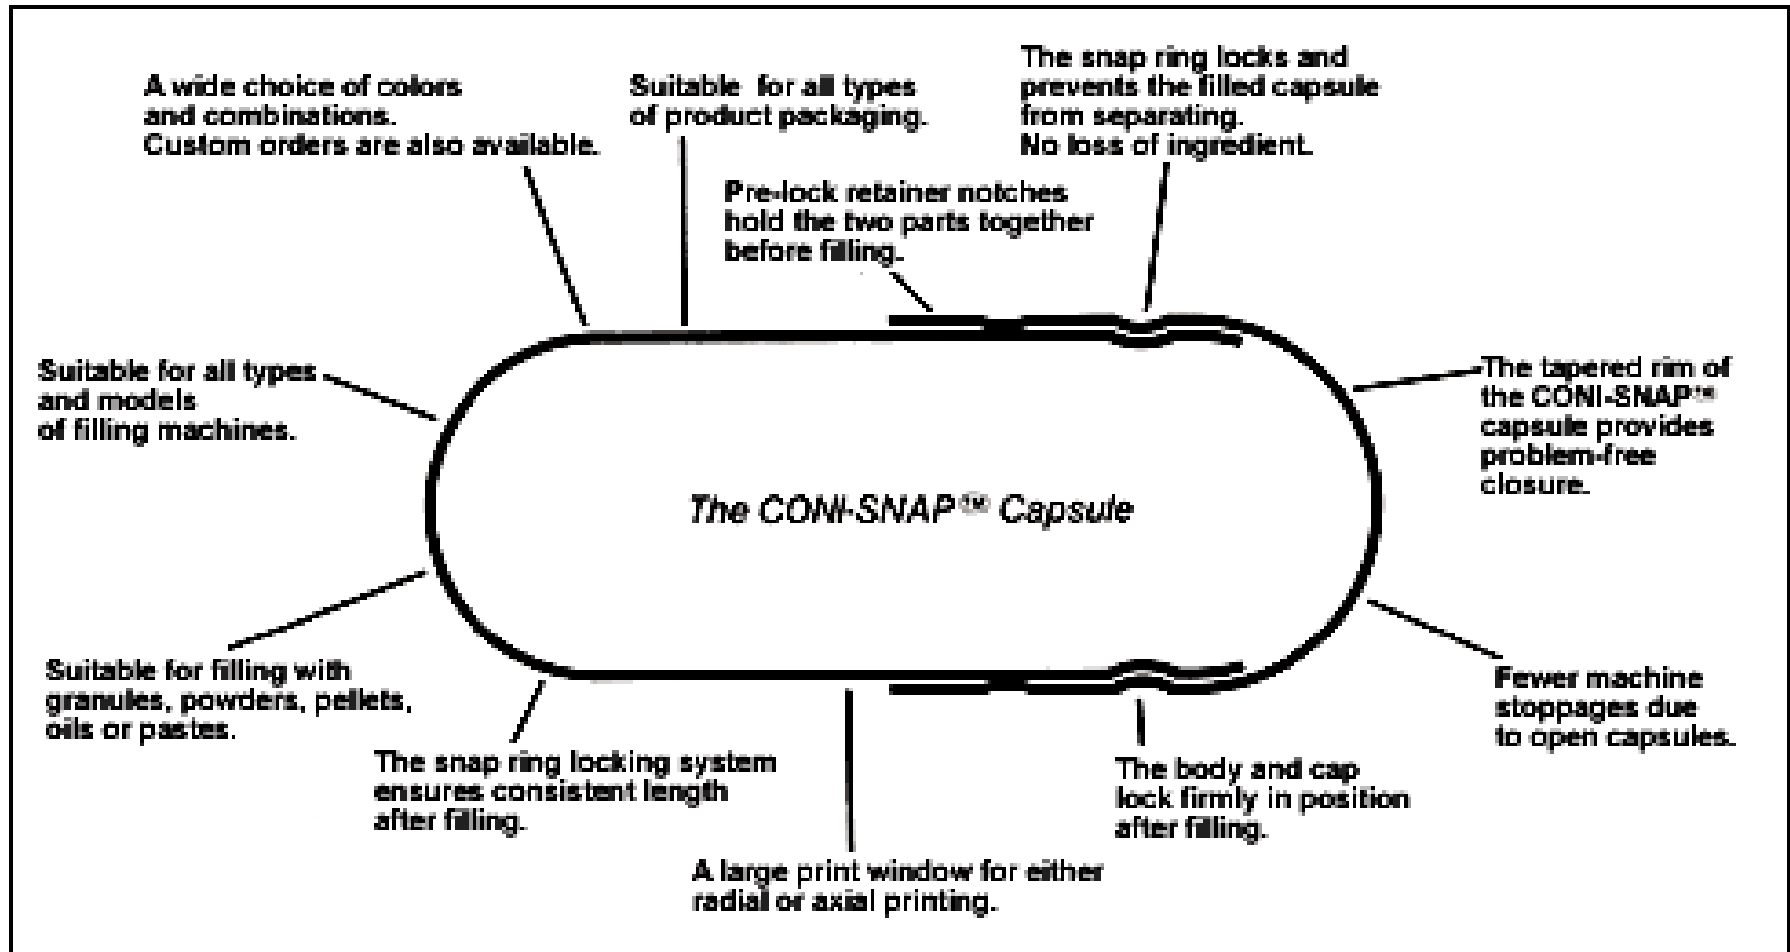 A wide choice of colors
and combinations.
Custom orders are also available.
Suitable for all types
of product packaging.
The snap ring locks and
prevents the filled capsule
from separating.
No loss of ingredient.
Pre-lock retainer notches
hold the two parts together
before filling.
Suitable for all types
and models
of filling machines.
The tapered rim of
the CONI-SNAP™
capsule provides
problem-free
closure.
The CONI-SNAP™ Capsule
Suitable for filling with
granules, powders, pellets,
oils or pastes.
Fewer machine
stoppages due
to open capsules.
The snap ring locking system
ensures consistent length
after filling.
The body and cap
lock firmly in position
after filling.
A large print window for either
radial or axial printing.